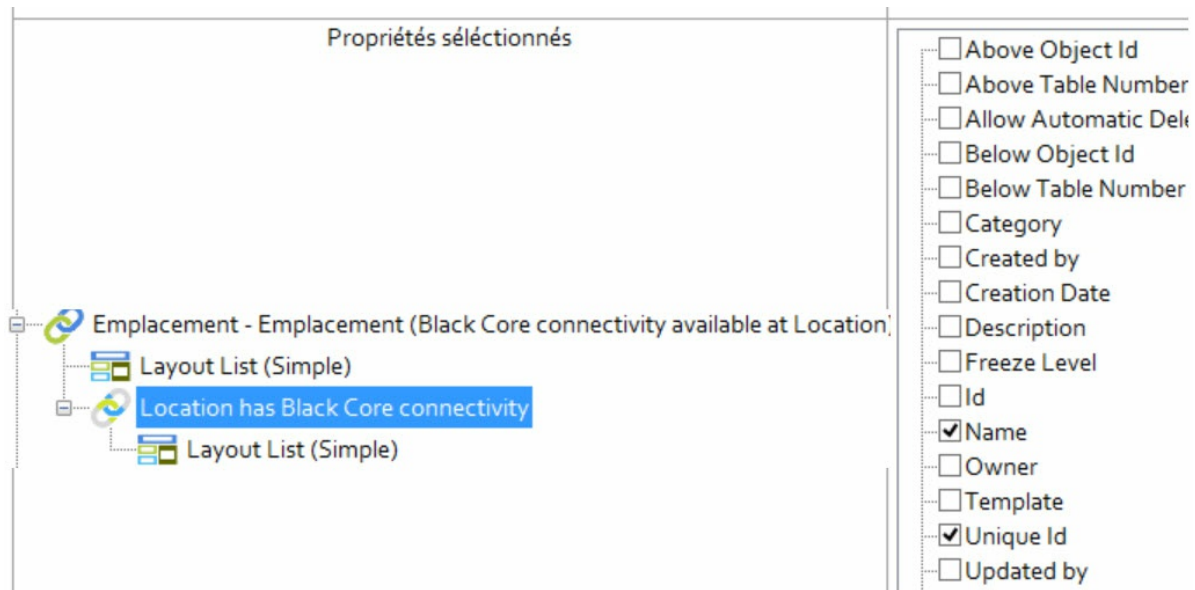 Propriétés séléctionnés
Emplacement - Emplacement (Black Core connectivity available at Location)
Layout List (Simple)
Location has Black Core connectivity
Layout List (Simple)
Above Object Id
Above Table Number
Allow Automatic Dele
Below Object Id
Below Table Number
Category
Created by
Creation Date
Description
Freeze Level
Id
Name
Owner
Template
Unique Id
Updated by